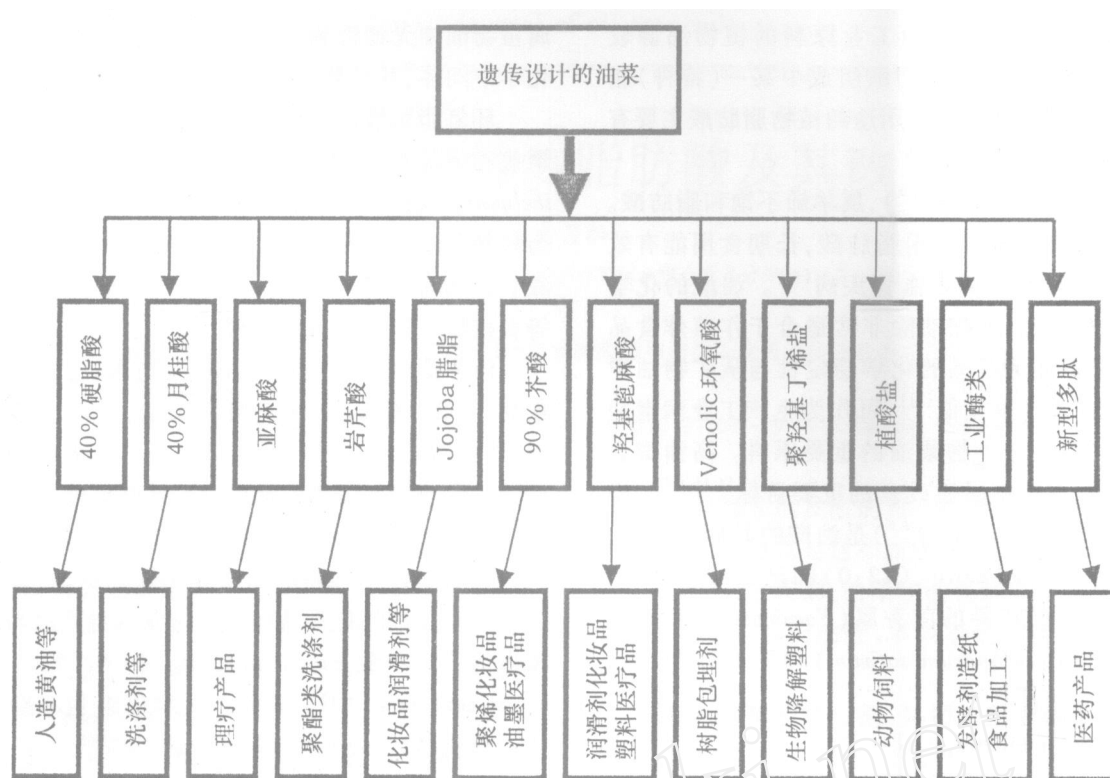 遗传设计的油菜
40%硬脂酸
40%月桂酸
亚麻酸
岩芹酸
Jojoba腊脂
90%芥酸
羟基蓖麻酸
Venolic环氧酸
聚羟基丁烯盐
植酸盐
工业酶类
新型多肽
人造黄油等
洗涤剂等
理疗产品
聚酯类洗涤剂
化妆品润滑剂等
聚烯化妆品
油墨医疗品
润滑剂化妆品
塑料医疗品
树脂包埋剂
生物降解塑料
动物饲料
发酵剂造纸
食品加工
医药产品